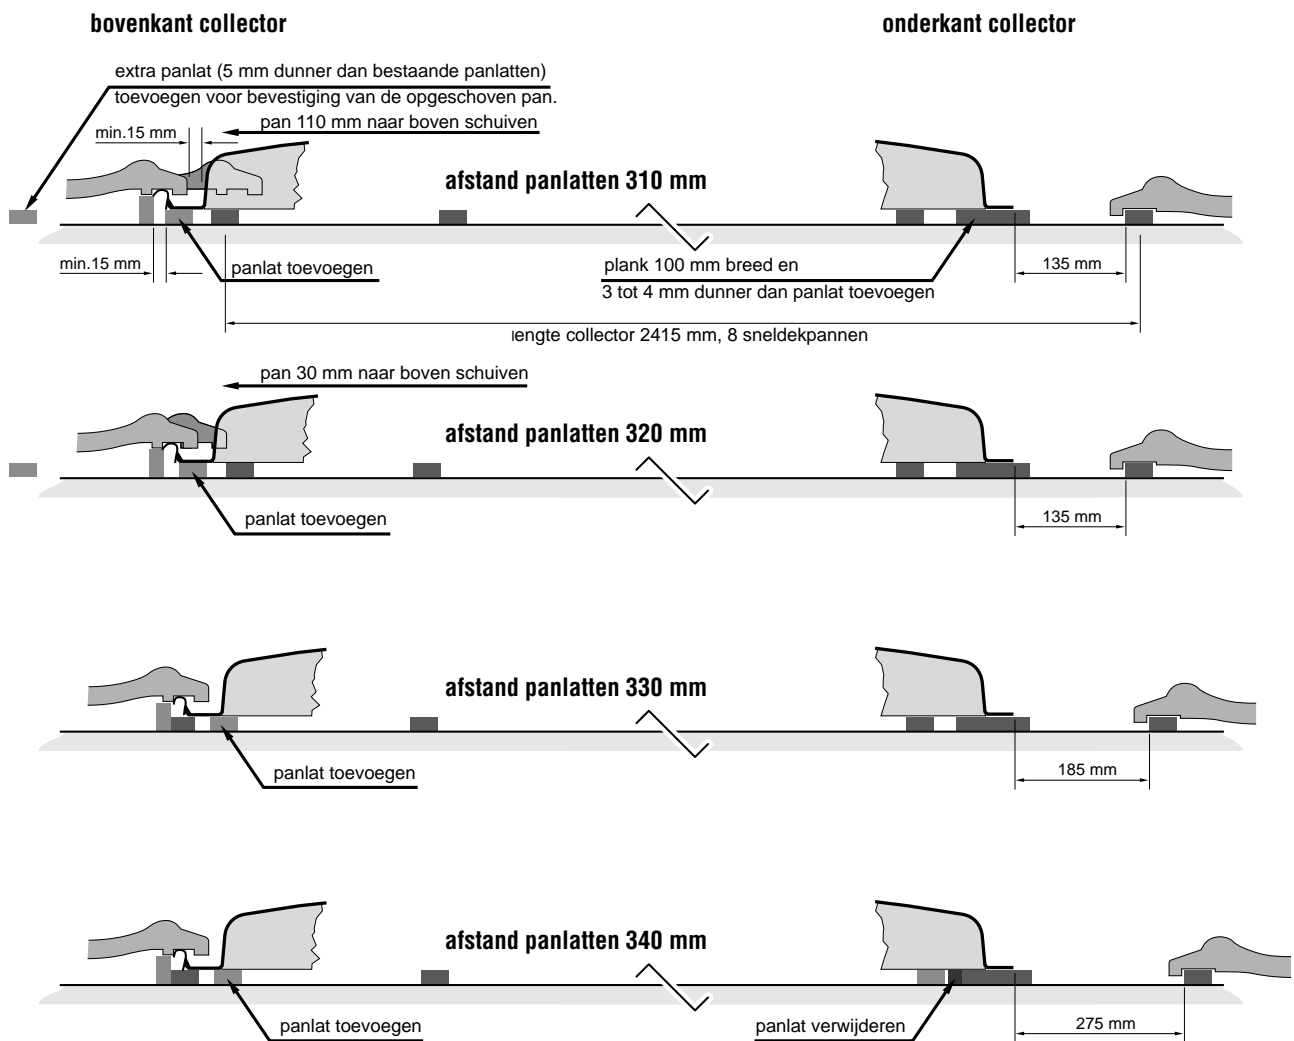 bovenkant collector
onderkant collector
extra panlat (5 mm dunner dan bestaande panlatten)
toevoegen voor bevestiging van de opgeschoven pan.
min.15 mm
pan 110 mm naar boven schuiven
afstand panlatten 310 mm
min.15 mm
panlat toevoegen
plank 100 mm breed en
3 tot 4 mm dunner dan panlat toevoegen
135 mm
lengte collector 2415 mm, 8 sneldekpannen
pan 30 mm naar boven schuiven
afstand panlatten 320 mm
panlat toevoegen
135 mm
afstand panlatten 330 mm
panlat toevoegen
185 mm
afstand panlatten 340 mm
panlat toevoegen
panlat verwijderen
275 mm